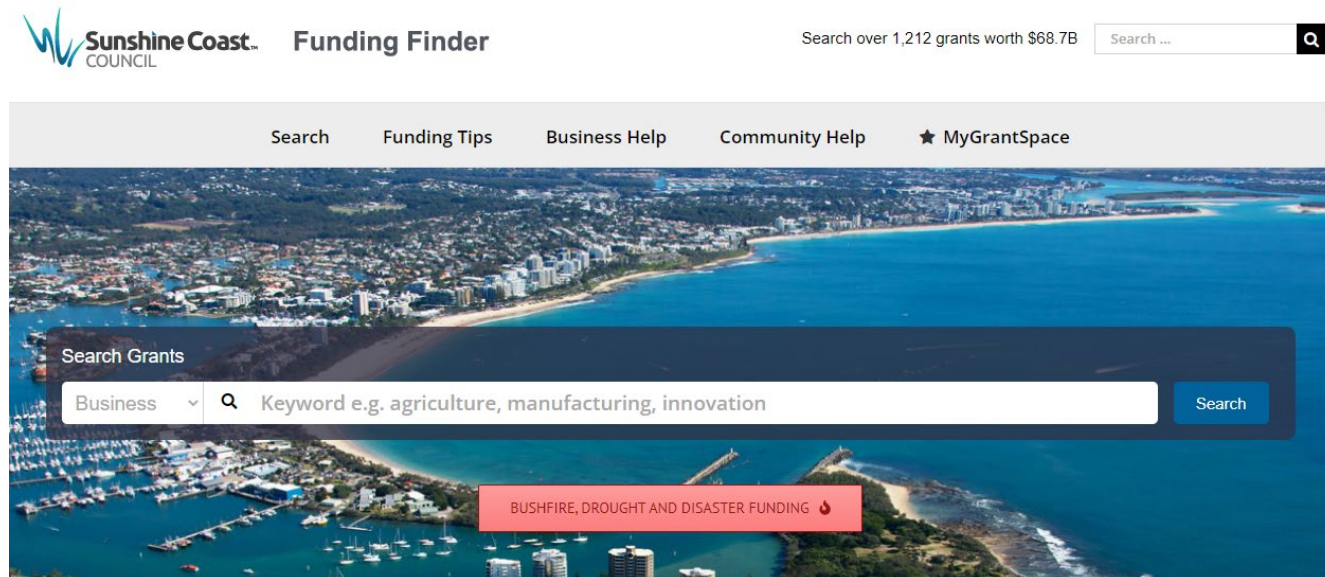 Sunshine Coast™ Funding Finder Search over 1,212 grants worth $68.7B Search ...
COUNCIL
Search Funding Tips Business Help Community Help ★ MyGrantSpace
Search Grants
Business Keyword e.g. agriculture, manufacturing, innovation Search
BUSHFIRE, DROUGHT AND DISASTER FUNDING